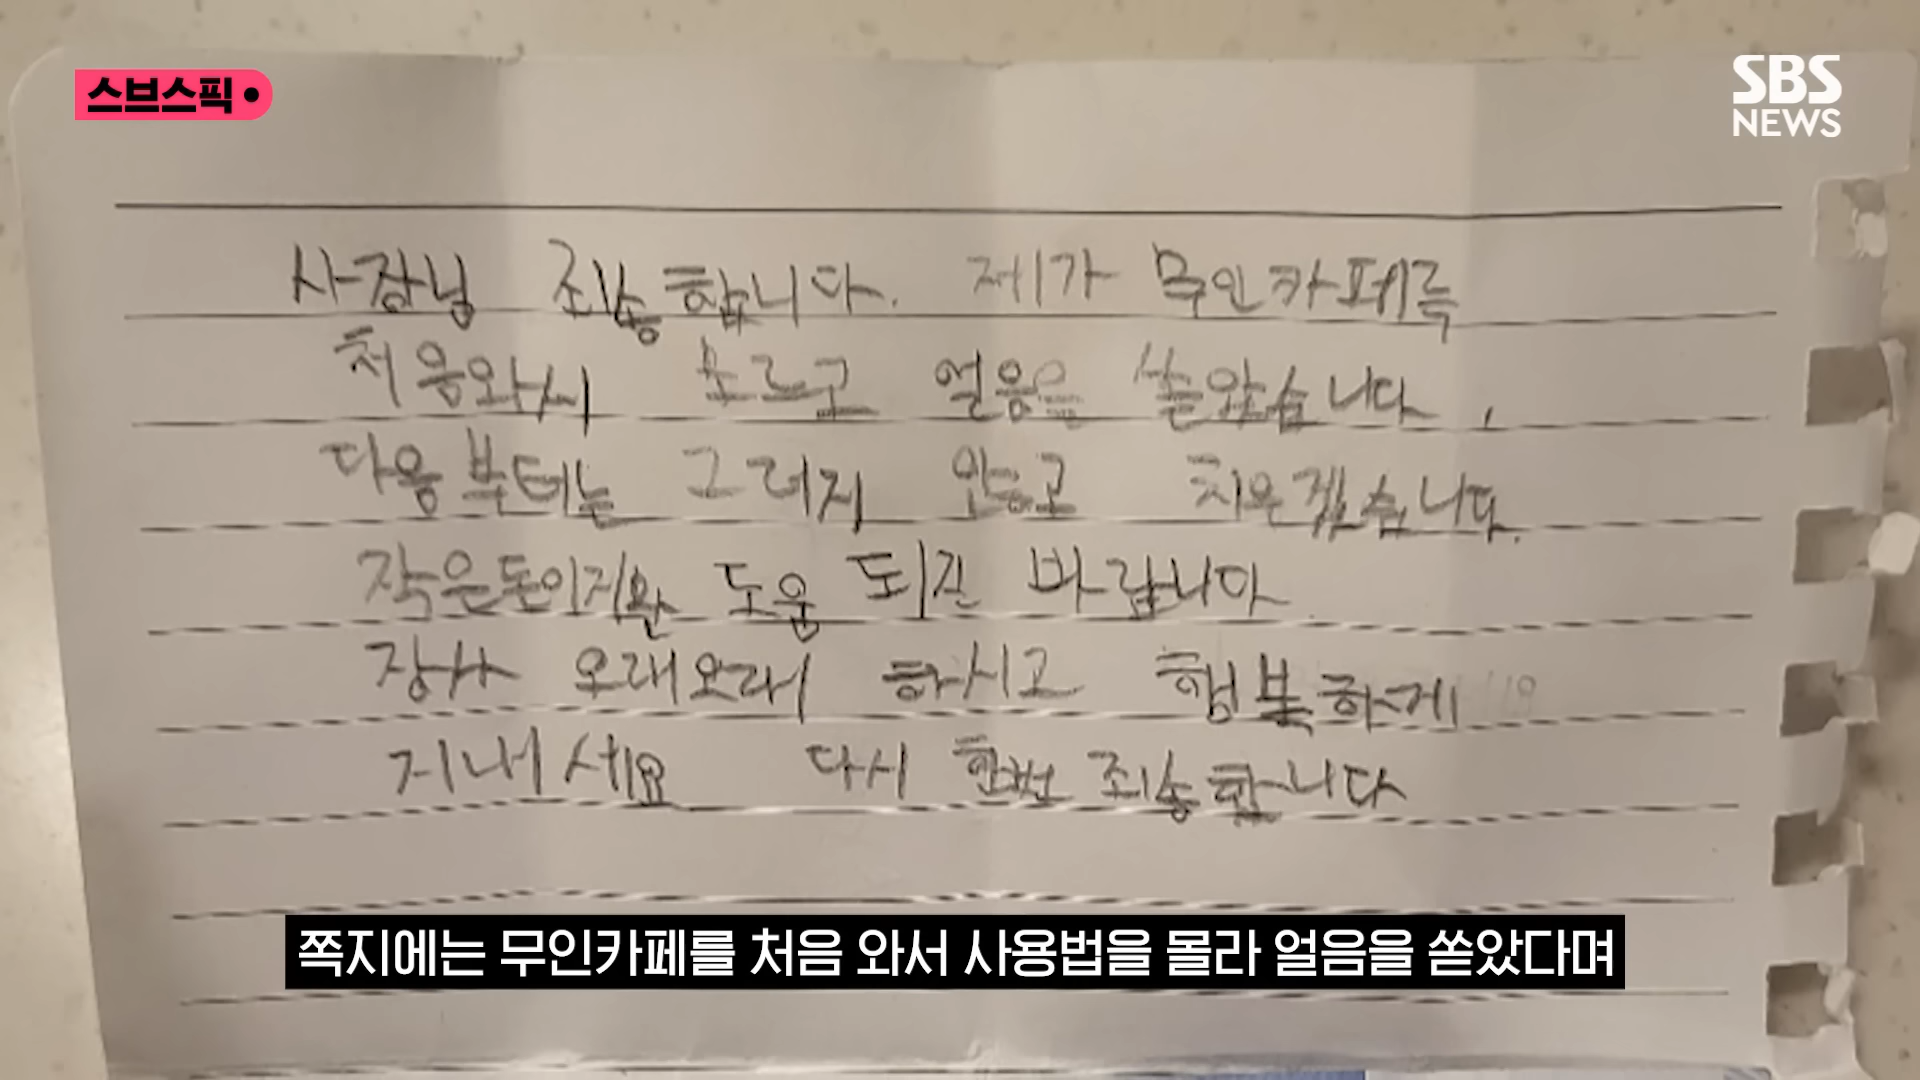 스브스픽
SBS
NEWS
사장님 죄송합니다. 제가 무인카페를
처음와서 모르고 얼음을 쏟았습니다.
다음부터는 그러지 안고 치우겠습니다.
작은돈이지만 도움 되길 바랍니다
장사 오래오래 하시고 행복하게
지내세요 다시 한번 죄송합니다
쪽지에는 무인카페를 처음 와서 사용법을 몰라 얼음을 쏟았다며